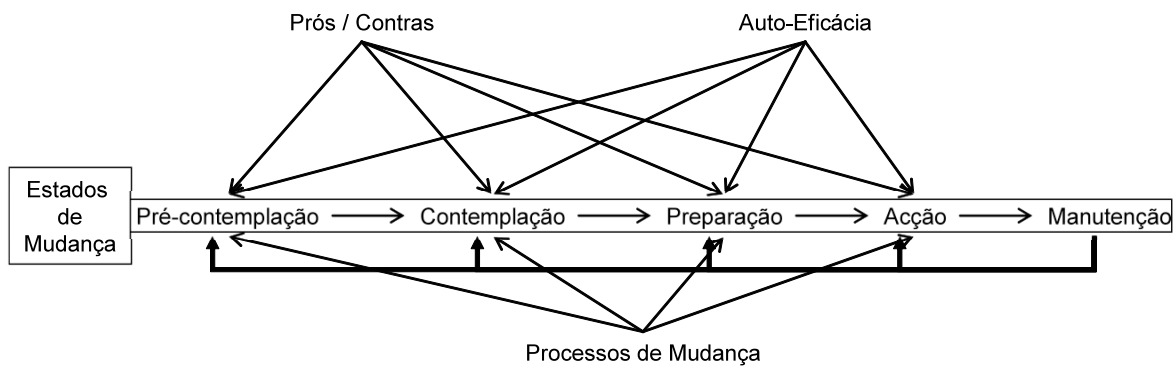 Prós / Contras
Auto-Eficácia
Estados
de
Mudança
Pré-contemplação
Contemplação
Preparação
Acção
Manutenção
Processos de Mudança